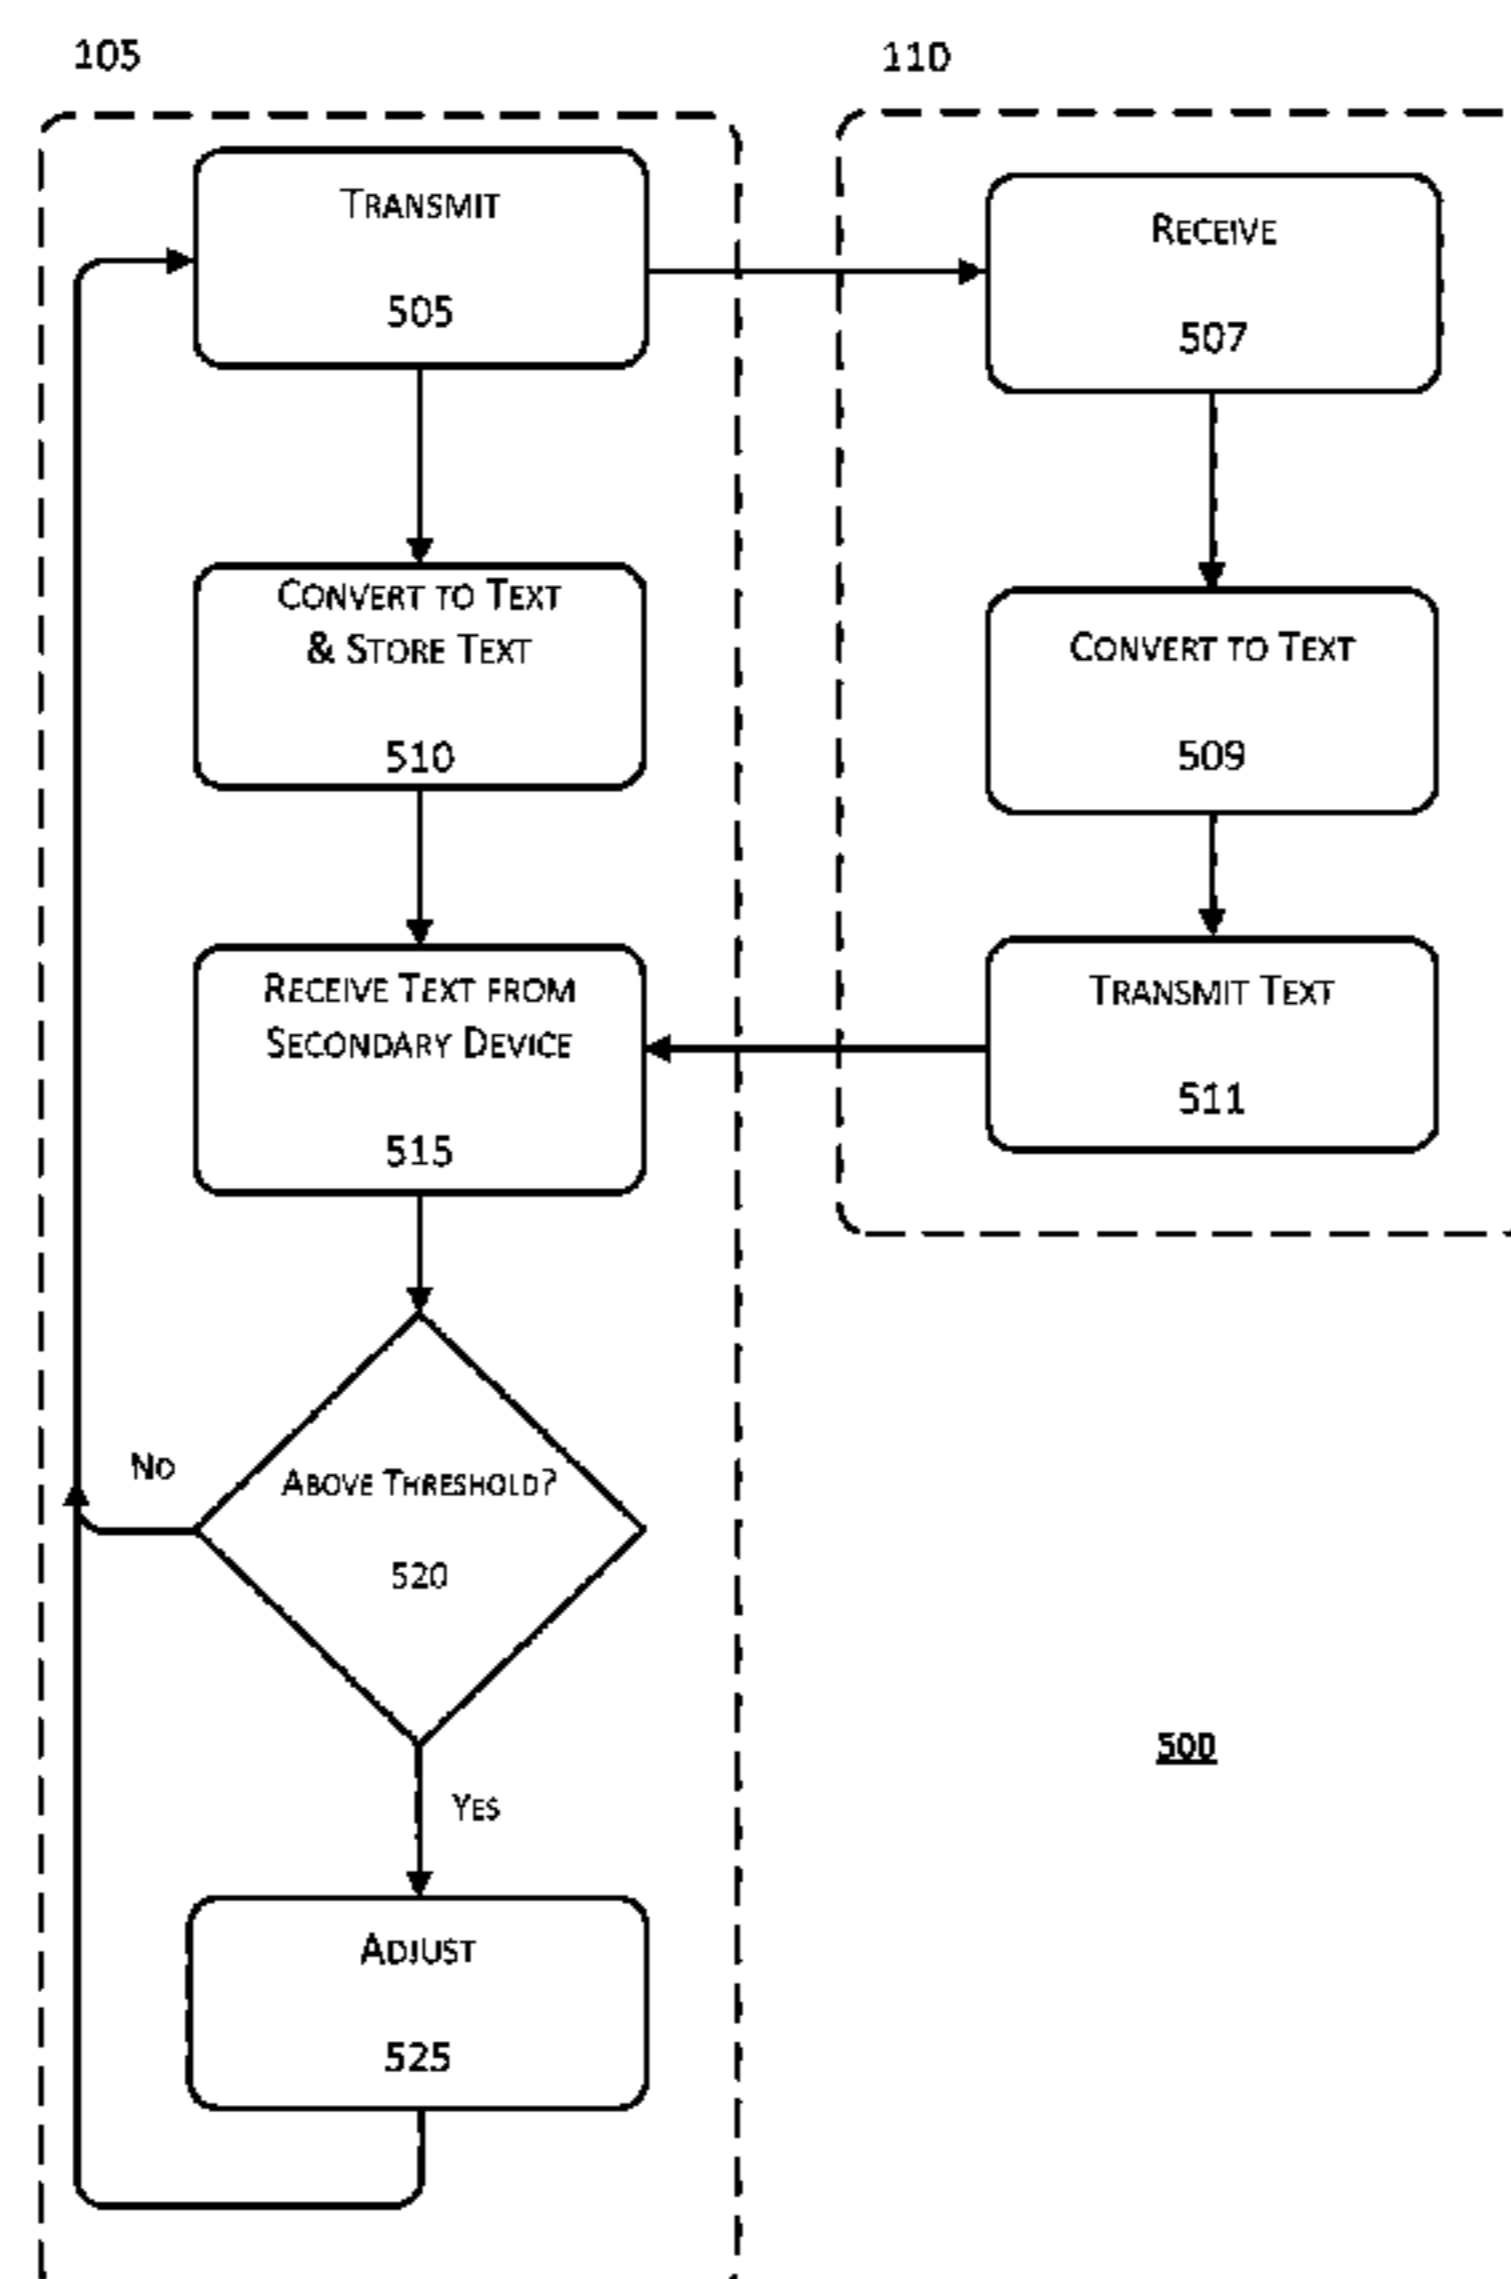 105
TRANSMIT
505
CONVERT TO TEXT
& STORE TEXT
510
RECEIVE TEXT FROM
SECONDARY DEVICE
515
NO
ABOVE THRESHOLD?
520
YES
ADJUST
525
110
RECEIVE
507
CONVERT TO TEXT
509
TRANSMIT TEXT
511
500